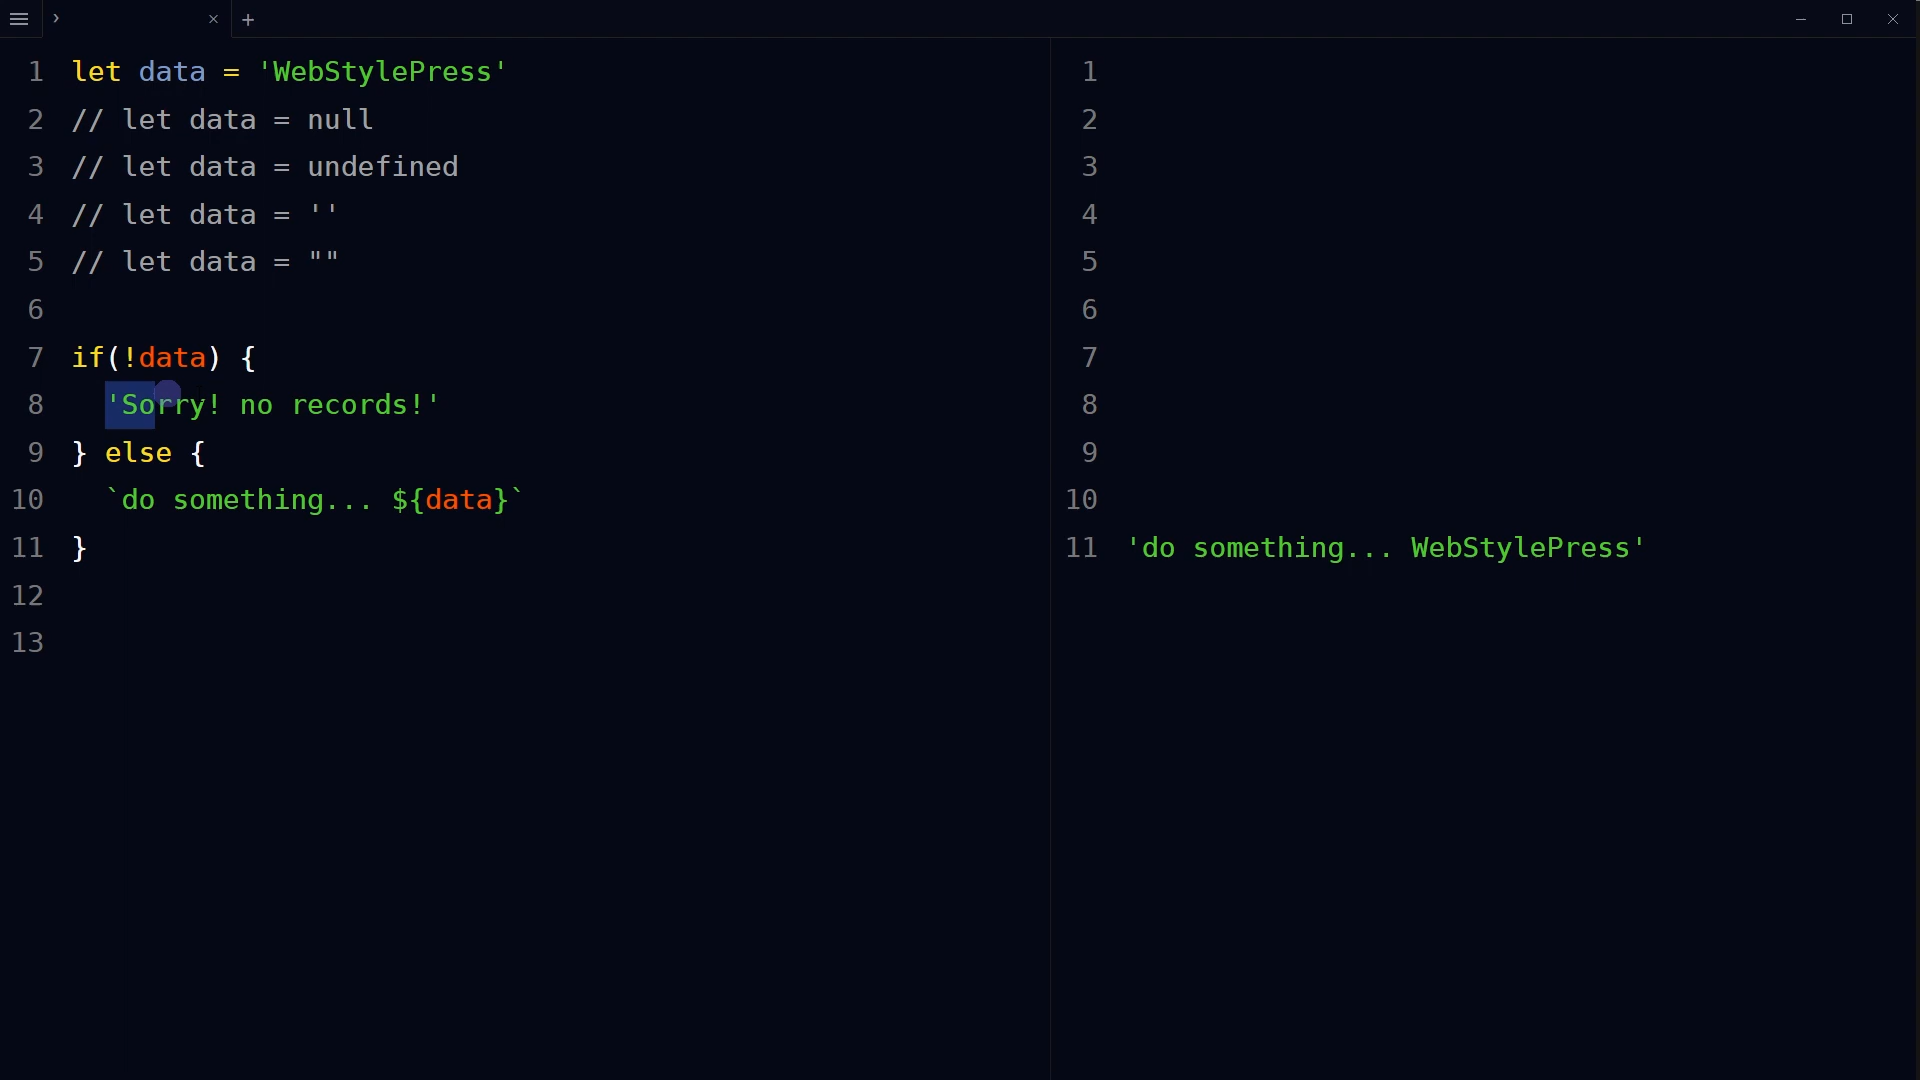 1 let data = 'WebStylePress'
2 // let data = null
3 // let data = undefined
4 // let data = ''
5 // let data = ""
6
7 if(!data) {
8   'Sorry! no records!'
9 } else {
10   `do something... ${data}`
11 }
12
13
1
2
3
4
5
6
7
8
9
10
11 'do something... WebStylePress'